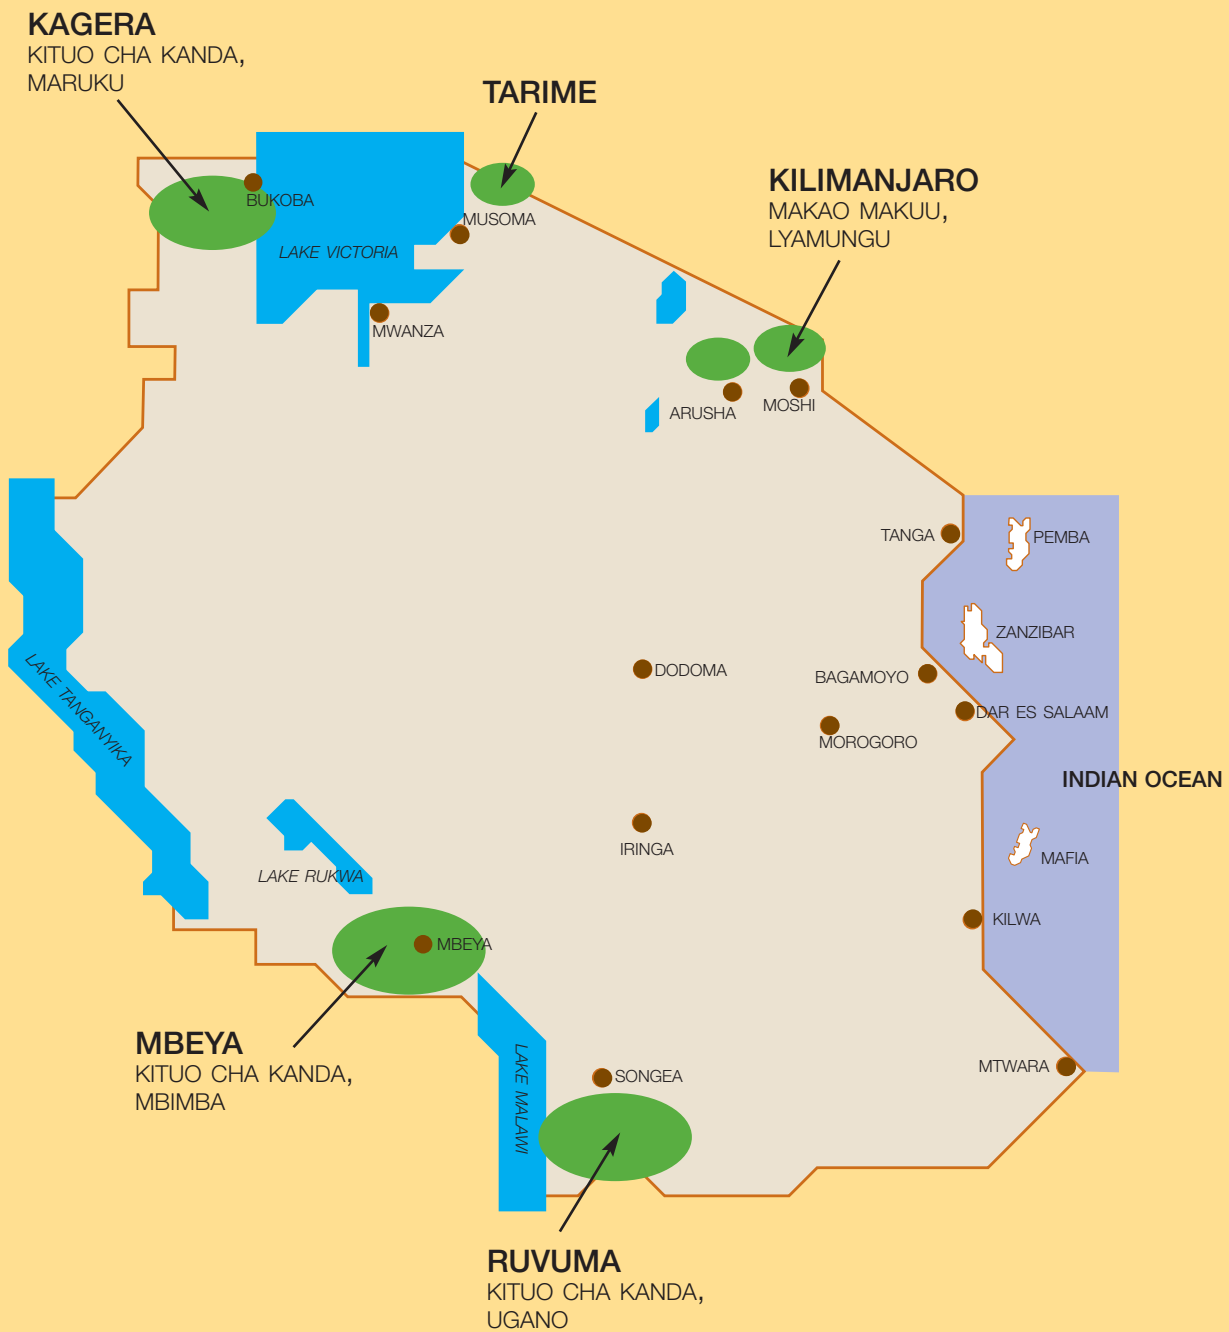 KAGERA
KITUO CHA KANDA,
MARUKU
TARIME
KILIMANJARO
MAKAO MAKUU,
LYAMUNGU
BUKOBA
MUSOMA
LAKE VICTORIA
MWANZA
ARUSHA
MOSHI
TANGA
PEMBA
ZANZIBAR
DODOMA
BAGAMOYO
DAR ES SALAAM
MOROGORO
LAKE TANGANYIKA
INDIAN OCEAN
IRINGA
MAFIA
LAKE RUKWA
KILWA
MBEYA
MBEYA
KITUO CHA KANDA,
MBIMBA
LAKE MALAWI
SONGEA
MTWARA
RUVUMA
KITUO CHA KANDA,
UGANO